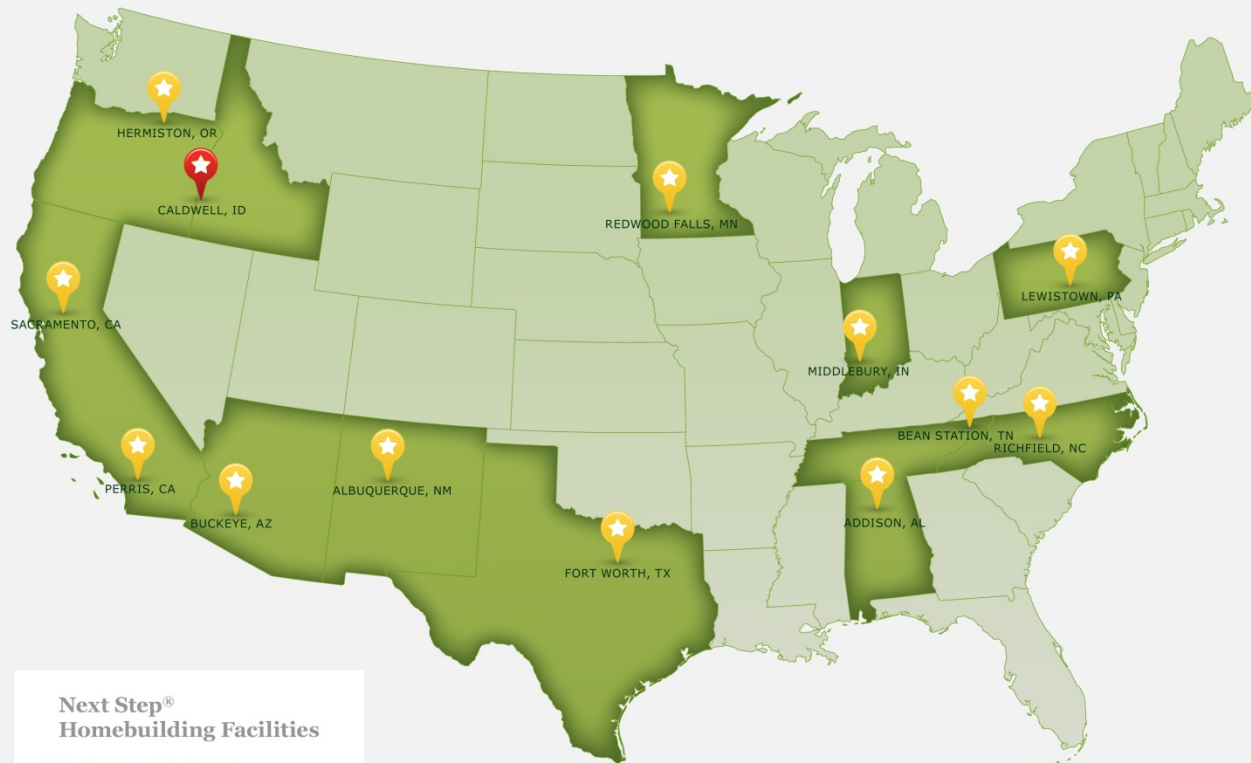 HERMISTON, OR
CALDWELL, ID
REDWOOD FALLS, MN
LEWISTOWN, PA
SACRAMENTO, CA
MIDDLEBURY, IN
BEAN STATION, TN
RICHFIELD, NC
PERRIS, CA
ALBUQUERQUE, NM
BUCKEYE, AZ
ADDISON, AL
FORT WORTH, TX
Next Step®
Homebuilding Facilities